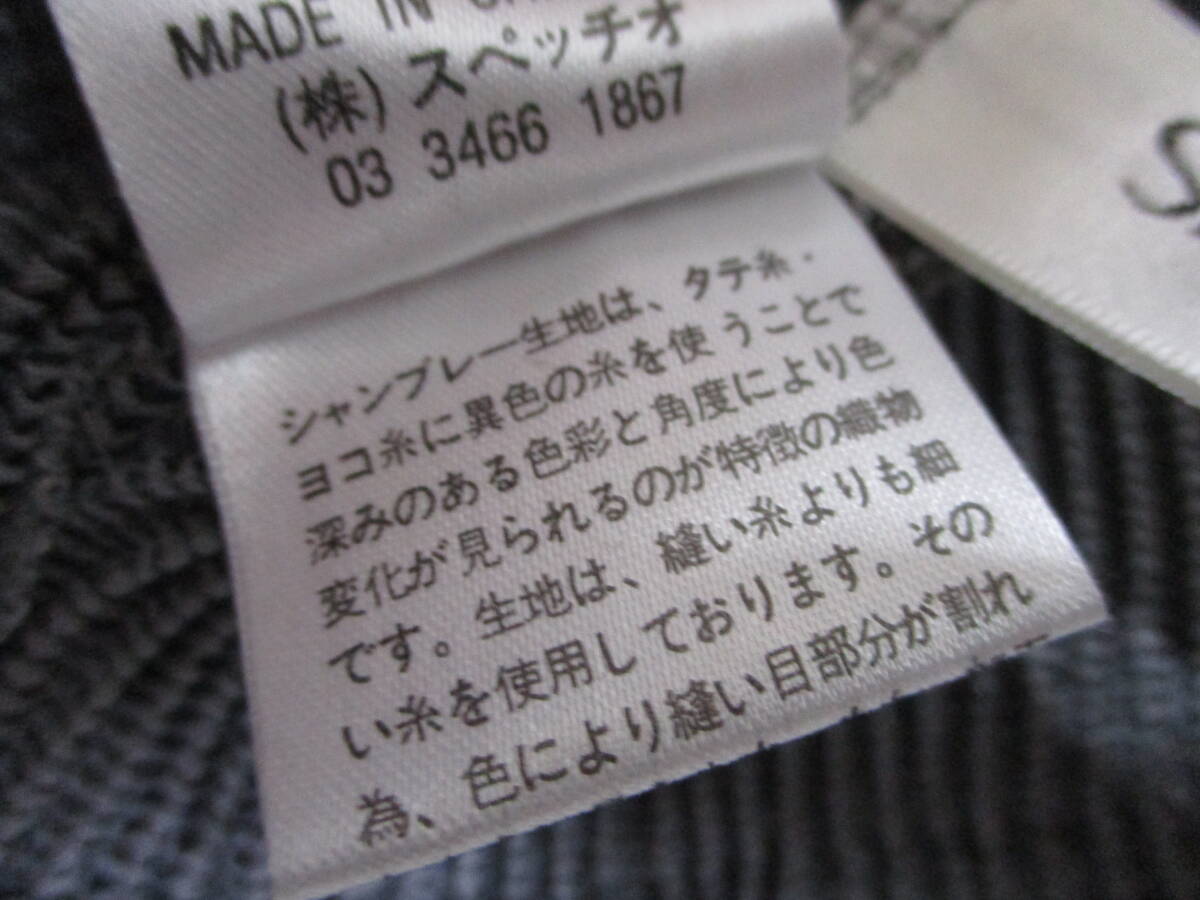 MADE IN
(株) スペッチオ
03 3466 1867
シャンブレー生地は、タテ糸・
ヨコ糸に異色の糸を使うことで
深みのある色彩と角度により色
変化が見られるのが特徴の織物
です。生地は、縫い糸よりも細
い糸を使用しております。その
為、色により縫い目部分が割れ